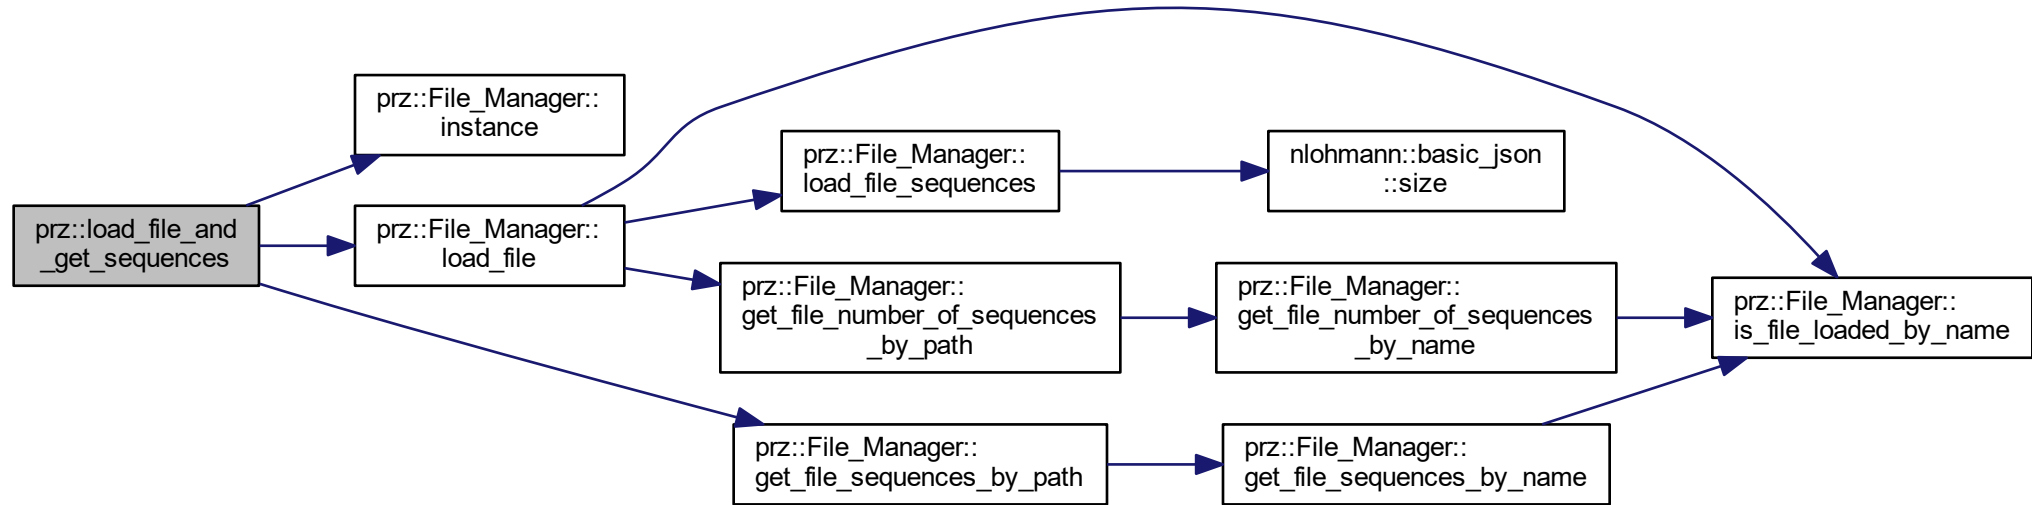 prz::load_file_and
_get_sequences
prz::File_Manager::
instance
prz::File_Manager::
load_file
prz::File_Manager::
load_file_sequences
nlohmann::basic_json
::size
prz::File_Manager::
get_file_number_of_sequences
_by_path
prz::File_Manager::
get_file_number_of_sequences
_by_name
prz::File_Manager::
is_file_loaded_by_name
prz::File_Manager::
get_file_sequences_by_path
prz::File_Manager::
get_file_sequences_by_name